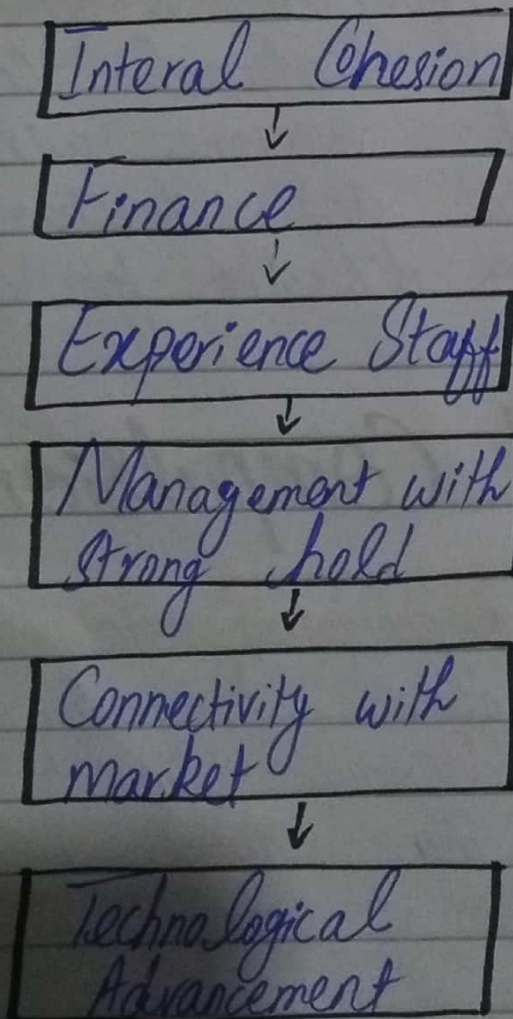 Interal Cohesion
Finance
Experience Staff
Management with
strong hold
Connectivity with
market
Technological
Advancement